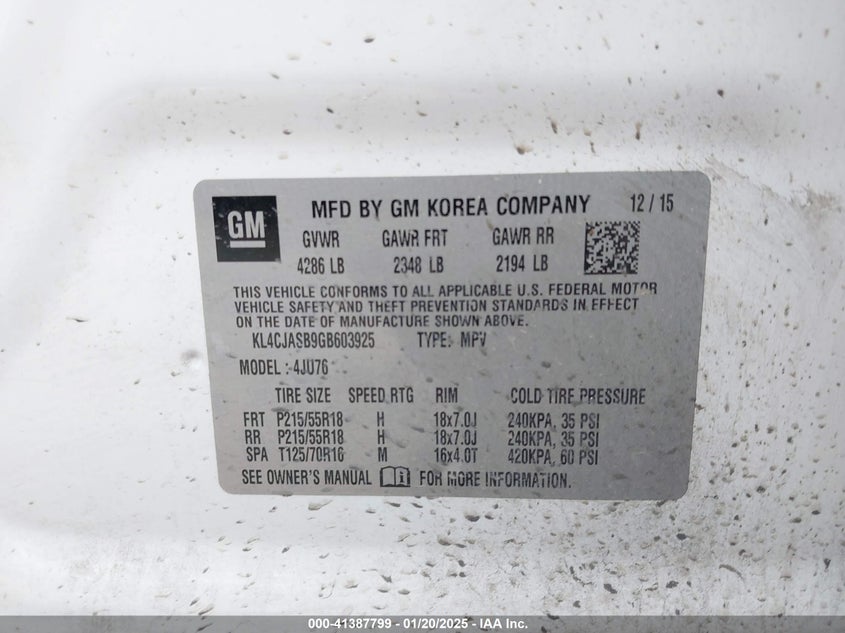 GM
MFD BY GM KOREA COMPANY 12/15
GVWR GAWR FRT GAWR RR
4286 LB 2348 LB 2194 LB
THIS VEHICLE CONFORMS TO ALL APPLICABLE U.S. FEDERAL MOTOR
VEHICLE SAFETY AND THEFT PREVENTION STANDARDS IN EFFECT
ON THE DATE OF MANUFACTURE SHOWN ABOVE.
KL4CJASB9GB603925 TYPE: MPV
MODEL: 4JU76
TIRE SIZE SPEED RTG RIM COLD TIRE PRESSURE
FRT P215/55R18 H 18x7.0J 240KPA, 35 PSI
RR P215/55R18 H 18x7.0J 240KPA, 35 PSI
SPA T125/70R16 M 16x4.0T 420KPA, 60 PSI
SEE OWNER'S MANUAL FOR MORE INFORMATION.
000-41387799 - 01/20/2025 - IAA Inc.